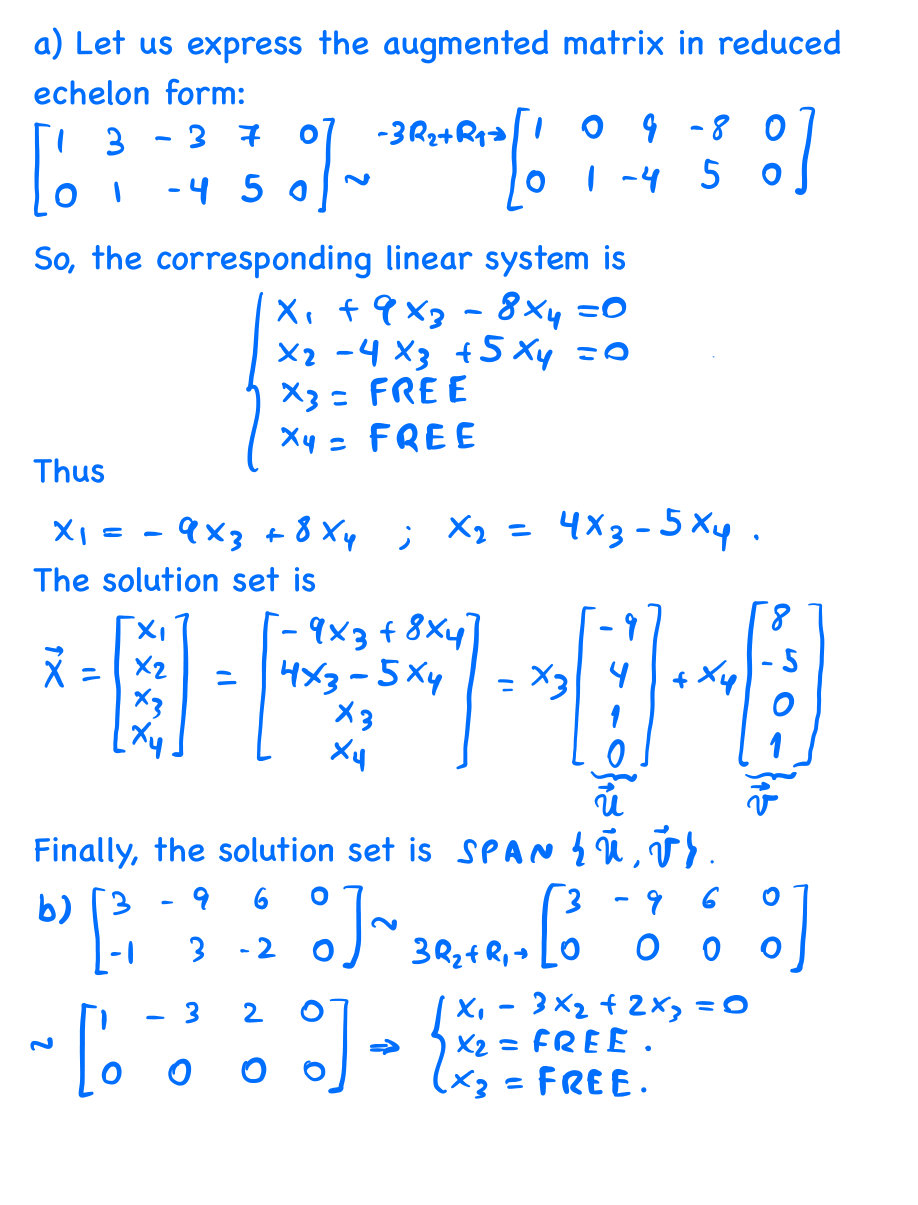 a) Let us express the augmented matrix in reduced
echelon form:
[1 3 -3 7 0; 0 1 -4 5 0] ~ -3R₂+R₁→ [1 0 9 -8 0; 0 1 -4 5 0]
So, the corresponding linear system is
{ x₁ + 9x₃ - 8x₄ = 0
x₂ - 4x₃ + 5x₄ = 0
x₃ = FREE
x₄ = FREE
Thus
x₁ = -9x₃ + 8x₄ ; x₂ = 4x₃ - 5x₄ .
The solution set is
x⃗ = [x₁; x₂; x₃; x₄] = [-9x₃ + 8x₄; 4x₃ - 5x₄; x₃; x₄] = x₃ [-9; 4; 1; 0] + x₄ [8; -5; 0; 1]
u⃗ v⃗
Finally, the solution set is SPAN {u⃗, v⃗}.
b) [3 -9 6 0; -1 3 -2 0] ~ 3R₂+R₁→ [3 -9 6 0; 0 0 0 0]
~ [1 -3 2 0; 0 0 0 0] ⇒ { x₁ - 3x₂ + 2x₃ = 0
x₂ = FREE .
x₃ = FREE .